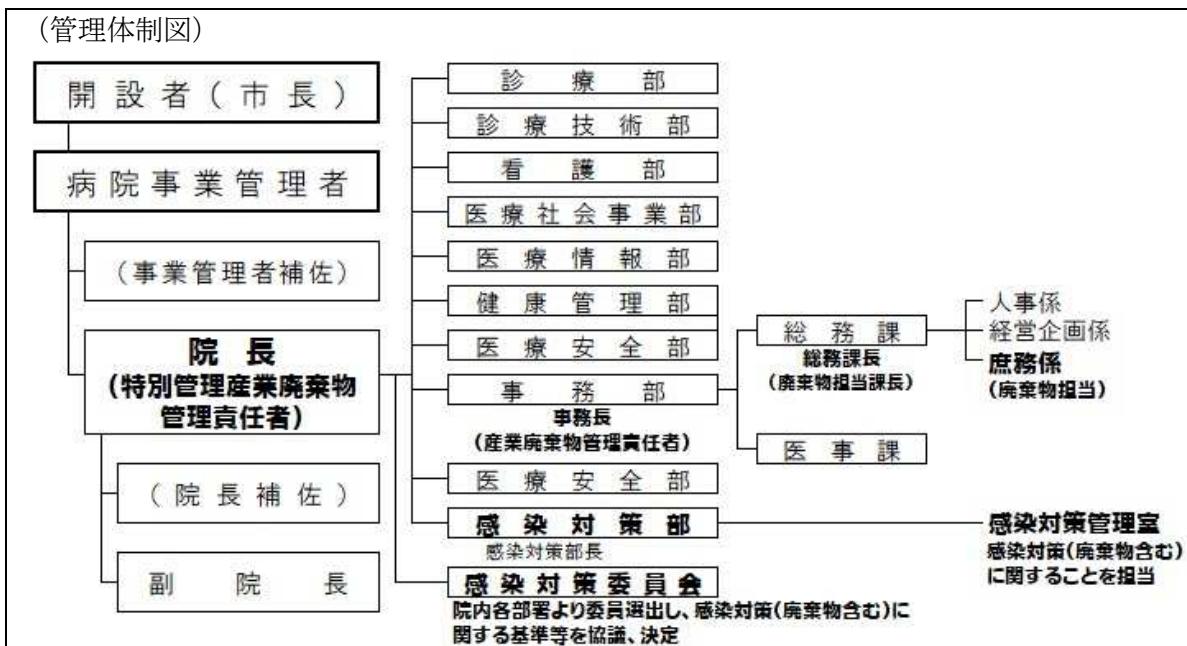 (管理体制図)
開設者(市長)
病院事業管理者
(事業管理者補佐)
院長
(特別管理産業廃棄物
管理責任者)
(院長補佐)
副院長
診療部
診療技術部
看護部
医療社会事業部
医療情報部
健康管理部
医療安全部
事務部
事務長
(産業廃棄物管理責任者)
医療安全部
感染対策部
感染対策部長
感染対策委員会
院内各部署より委員選出し、感染対策(廃棄物含む)に
関する基準等を協議、決定
総務課
総務課長
(廃棄物担当課長)
医事課
人事係
経営企画係
庶務係
(廃棄物担当)
感染対策管理室
感染対策(廃棄物含む)
に関することを担当